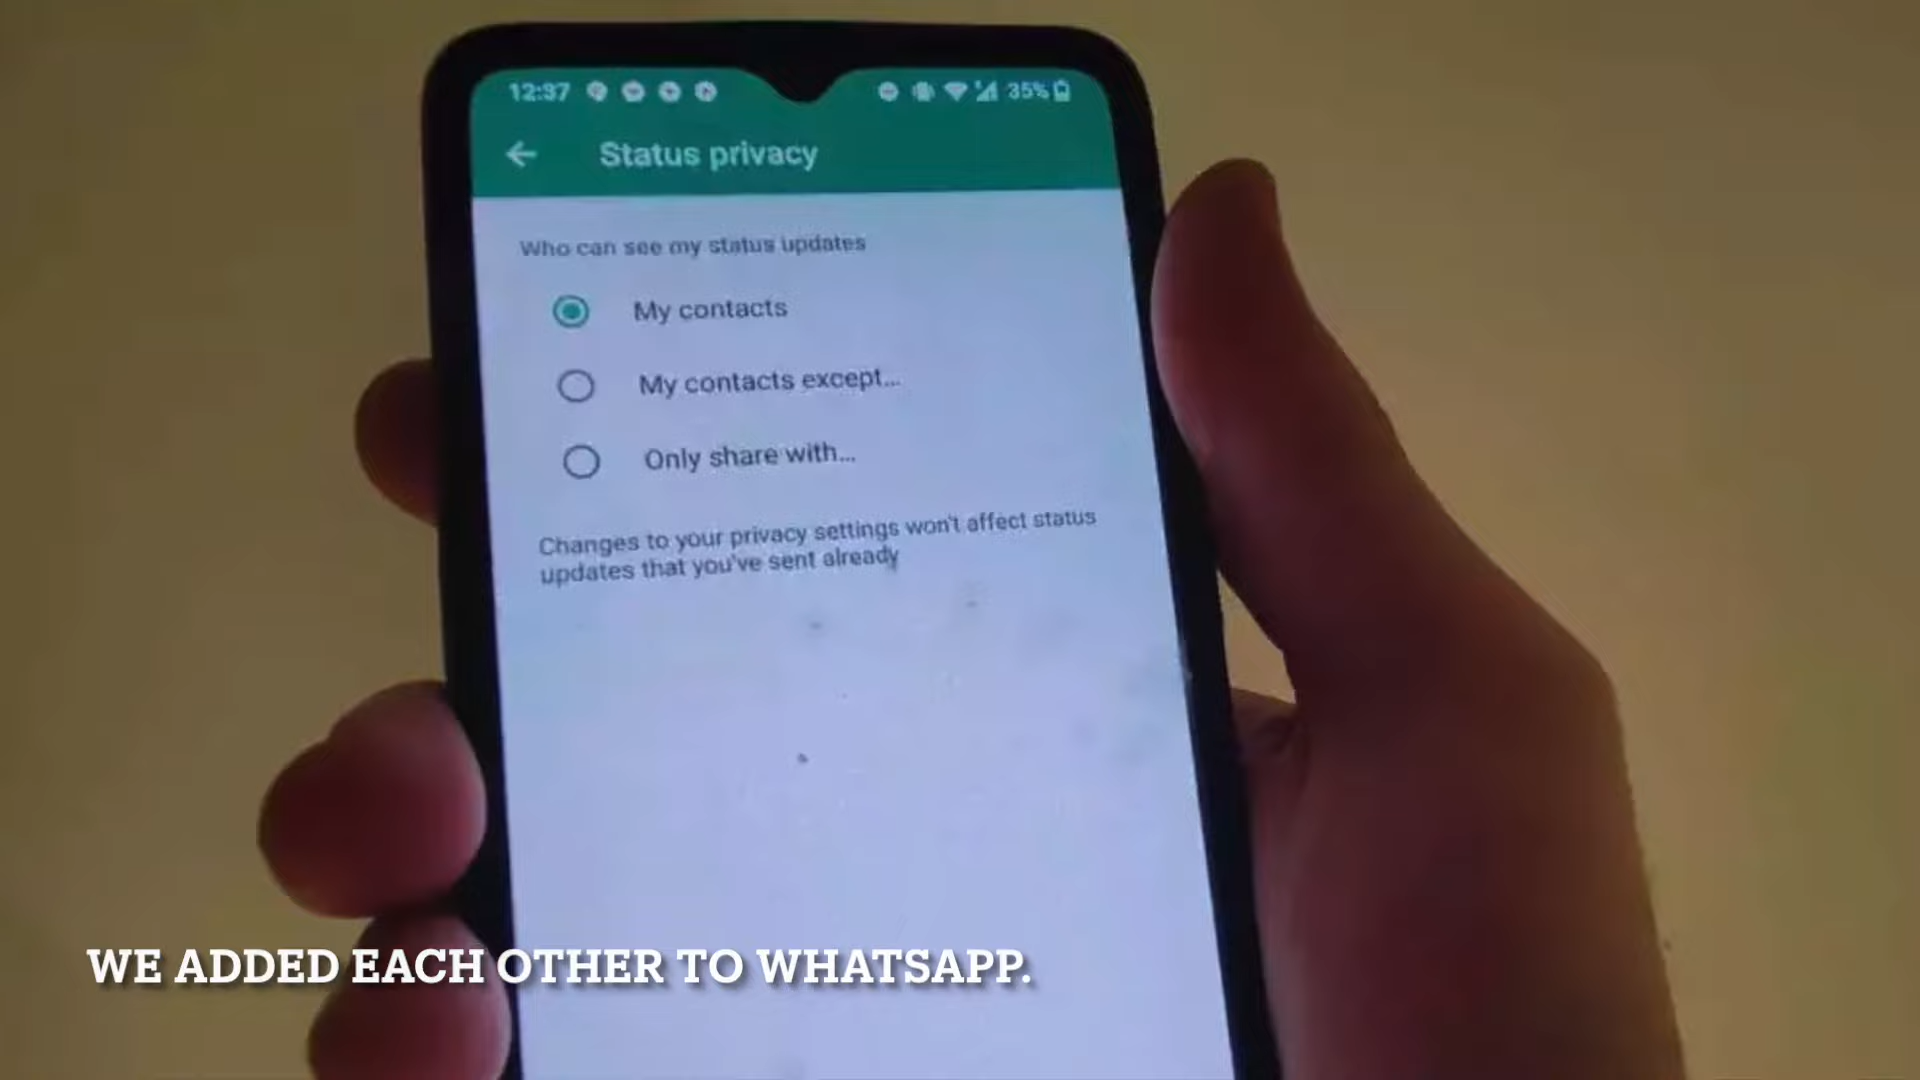 12:37 35%
Status privacy
Who can see my status updates
My contacts
My contacts except...
Only share with...
Changes to your privacy settings won't affect status
updates that you've sent already
WE ADDED EACH OTHER TO WHATSAPP.